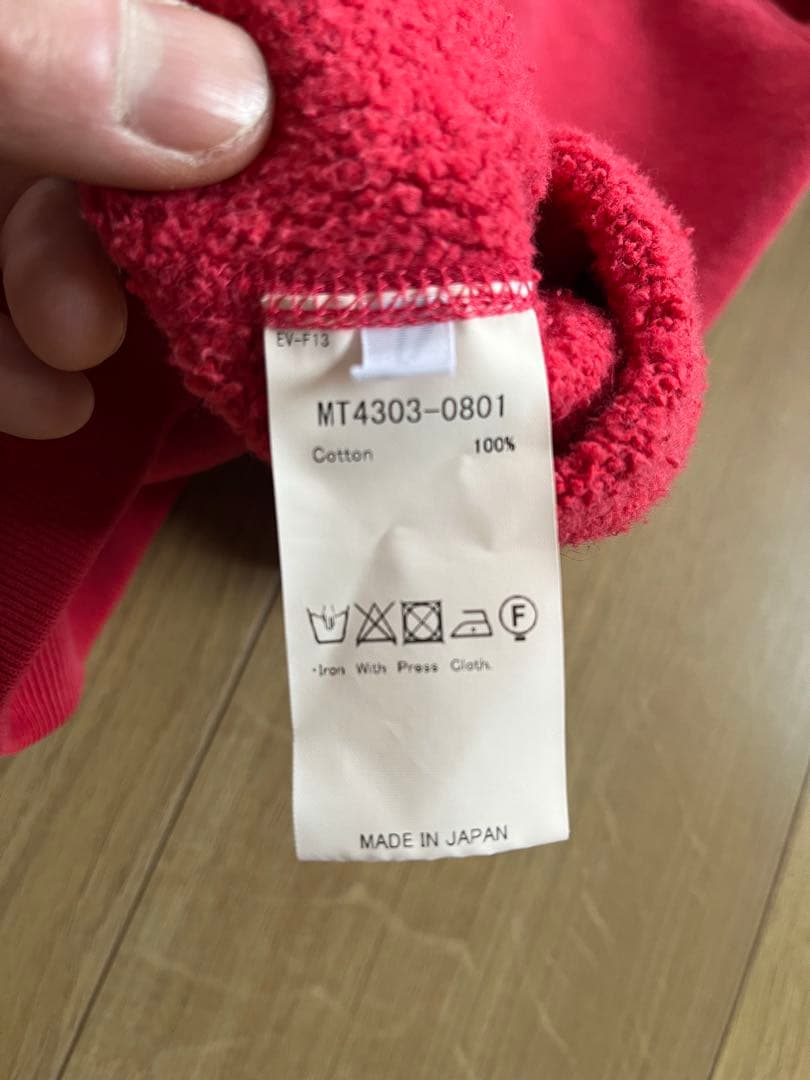 EV-F13
MT4303-0801
Cotton 100%
F
·Iron With Press Cloth.
MADE IN JAPAN